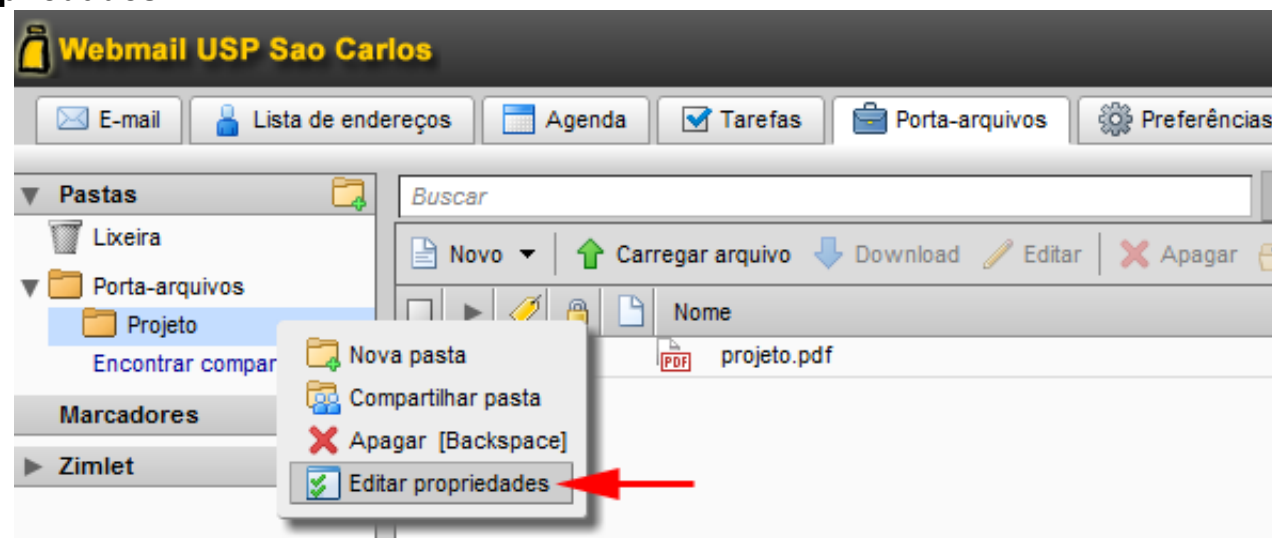 Webmail USP Sao Carlos
E-mail Lista de endereços Agenda Tarefas Porta-arquivos Preferências
Pastas
Buscar
Lixeira
Novo Carregar arquivo Download Editar Apagar
Porta-arquivos
Nome
Projeto
projeto.pdf
PDF
Encontrar compar
Nova pasta
Compartilhar pasta
Marcadores
Apagar [Backspace]
Zimlet
Editar propriedades